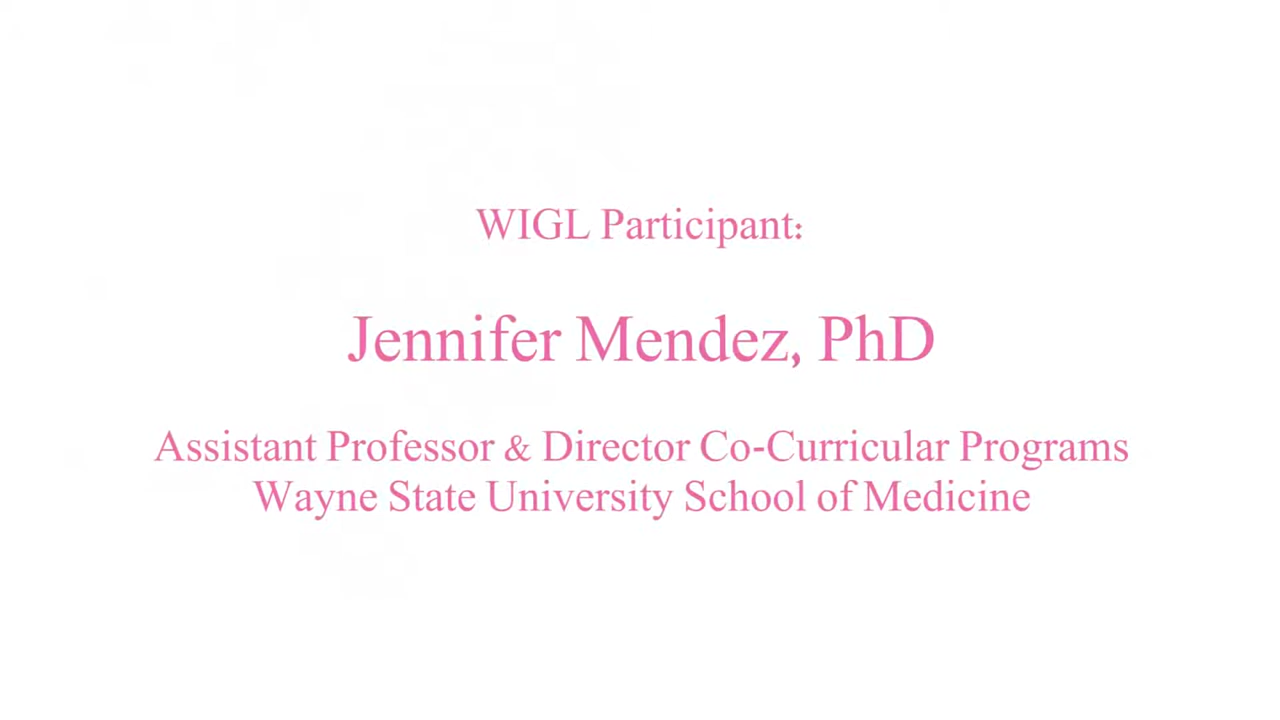 WIGL Participant:
Jennifer Mendez, PhD
Assistant Professor & Director Co-Curricular Programs
Wayne State University School of Medicine